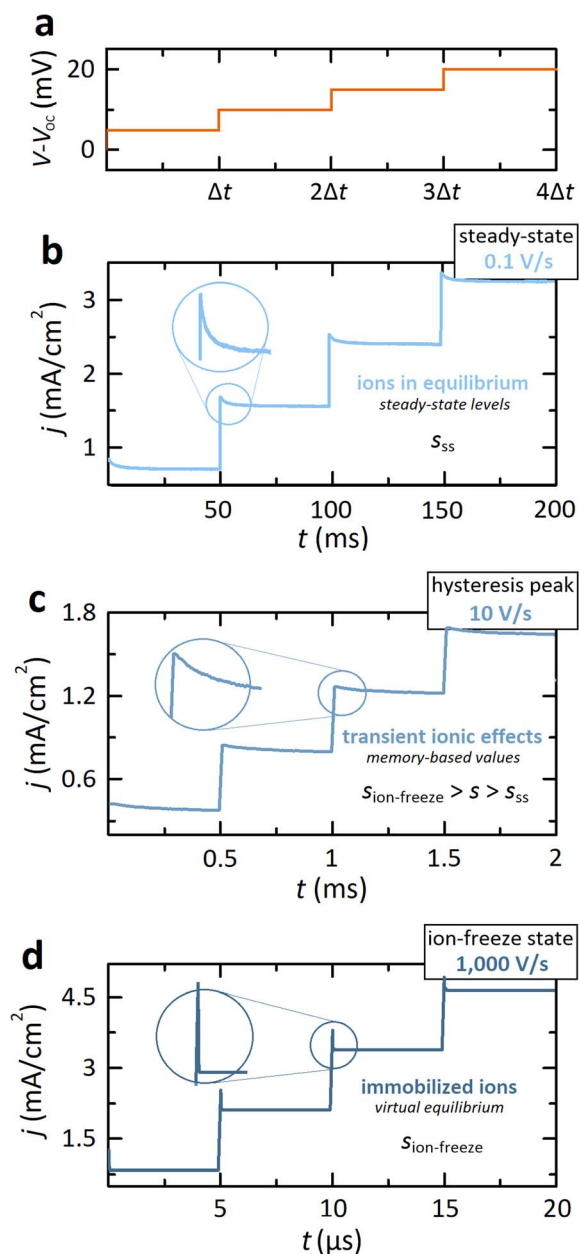 a
20
0
V-Voc (mV)
Δt
2Δt
3Δt
4Δt
b
steady-state
0.1 V/s
3
2
1
j (mA/cm²)
ions in equilibrium
steady-state levels
sss
50
100
150
200
t (ms)
c
hysteresis peak
10 V/s
1.8
1.2
0.6
j (mA/cm²)
transient ionic effects
memory-based values
sion-freeze > s > sss
0.5
1
1.5
2
t (ms)
d
ion-freeze state
1,000 V/s
4.5
3
1.5
j (mA/cm²)
immobilized ions
virtual equilibrium
sion-freeze
5
10
15
20
t (μs)